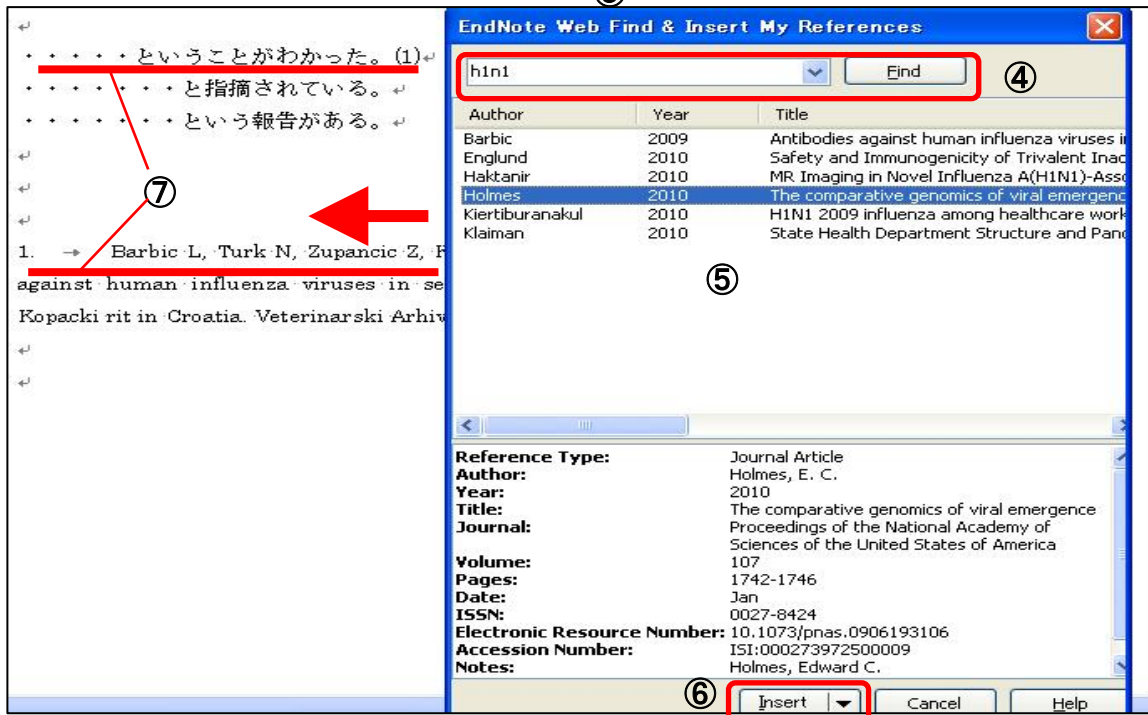 ・・・・・ということがわかった。(1)
・・・・・・・と指摘されている。
・・・・・・・という報告がある。
⑦
1. → Barbic L, Turk N, Zupancic Z,
against human influenza viruses in se
Kopacki rit in Croatia. Veterinarski Arhiv
EndNote Web Find & Insert My References
h1n1 Find ④
Author Year Title
Barbic 2009 Antibodies against human influenza viruses i
Englund 2010 Safety and Immunogenicity of Trivalent Inac
Haktanir 2010 MR Imaging in Novel Influenza A(H1N1)-Asso
Holmes 2010 The comparative genomics of viral emergenc
Kiertiburanakul 2010 H1N1 2009 influenza among healthcare work
Klaiman 2010 State Health Department Structure and Pand
⑤
Reference Type: Journal Article
Author: Holmes, E. C.
Year: 2010
Title: The comparative genomics of viral emergence
Journal: Proceedings of the National Academy of
Sciences of the United States of America
Volume: 107
Pages: 1742-1746
Date: Jan
ISSN: 0027-8424
Electronic Resource Number: 10.1073/pnas.0906193106
Accession Number: ISI:000273972500009
Notes: Holmes, Edward C.
⑥ Insert Cancel Help